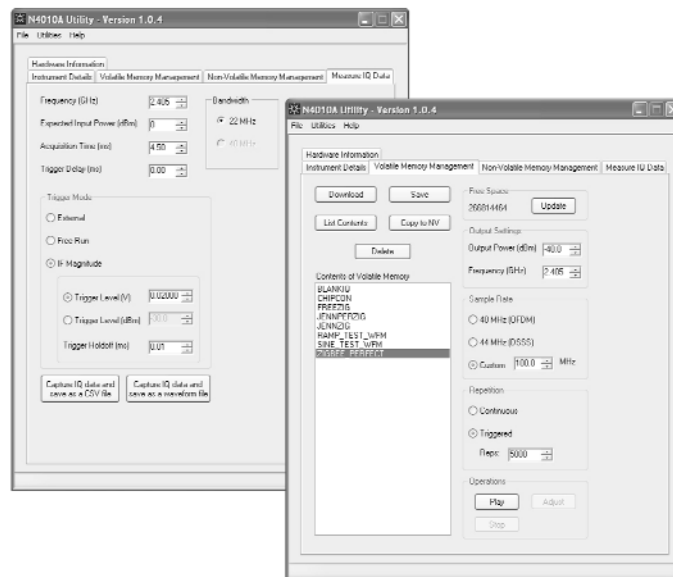 N4010A Utility - Version 1.0.4
File Utilities Help
Hardware Information
Instrument Details Volatile Memory Management Non-Volatile Memory Management Measure IQ Data
Frequency (GHz) 2.405
Expected Input Power (dBm) 0
Acquisition Time (ms) 4.50
Trigger Delay (ms) 0.00
Bandwidth
22 MHz
40 MHz
Trigger Mode
External
Free Run
IF Magnitude
Trigger Level (V) 0.02000
Trigger Level (dBm)
Trigger Holdoff (ms) 0.01
Capture IQ data and save as a CSV file
Capture IQ data and save as a waveform file
N4010A Utility - Version 1.0.4
File Utilities Help
Hardware Information
Instrument Details Volatile Memory Management Non-Volatile Memory Management Measure IQ Data
Download Save
List Contents Copy to NV
Delete
Contents of Volatile Memory
CHIPCON
FREEZIG
JENNPERZIG
JENNZIG
RAMP_TEST_WFM
SINE_TEST_WFM
ZIGBEE_PERFECT
Free Space
266814464 Update
Output Settings
Output Power (dBm) -40.0
Frequency (GHz) 2.405
Sample Rate
40 MHz (OFDM)
44 MHz (DSSS)
Custom 100.0 MHz
Repetition
Continuous
Triggered
Reps: 5000
Operations
Play Adjust
Stop